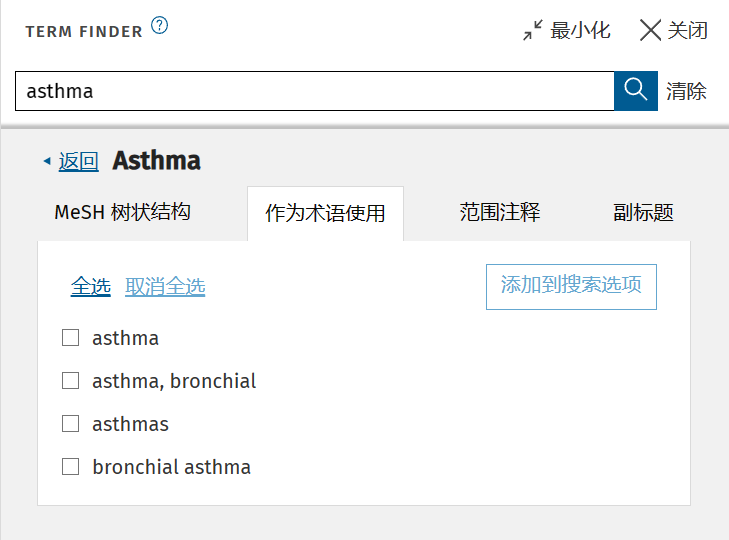 TERM FINDER ? 最小化 关闭
asthma 清除
返回 Asthma
MeSH 树状结构 作为术语使用 范围注释 副标题
全选 取消全选 添加到搜索选项
asthma
asthma, bronchial
asthmas
bronchial asthma